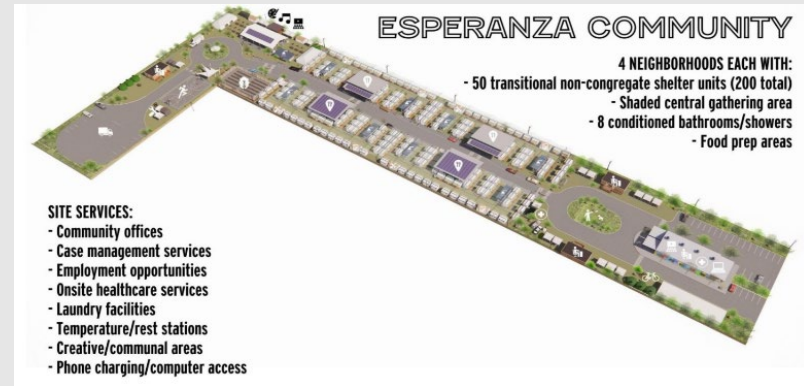 ESPERANZA COMMUNITY
4 NEIGHBORHOODS EACH WITH:
- 50 transitional non-congregate shelter units (200 total)
- Shaded central gathering area
- 8 conditioned bathrooms/showers
- Food prep areas
SITE SERVICES:
- Community offices
- Case management services
- Employment opportunities
- Onsite healthcare services
- Laundry facilities
- Temperature/rest stations
- Creative/communal areas
- Phone charging/computer access